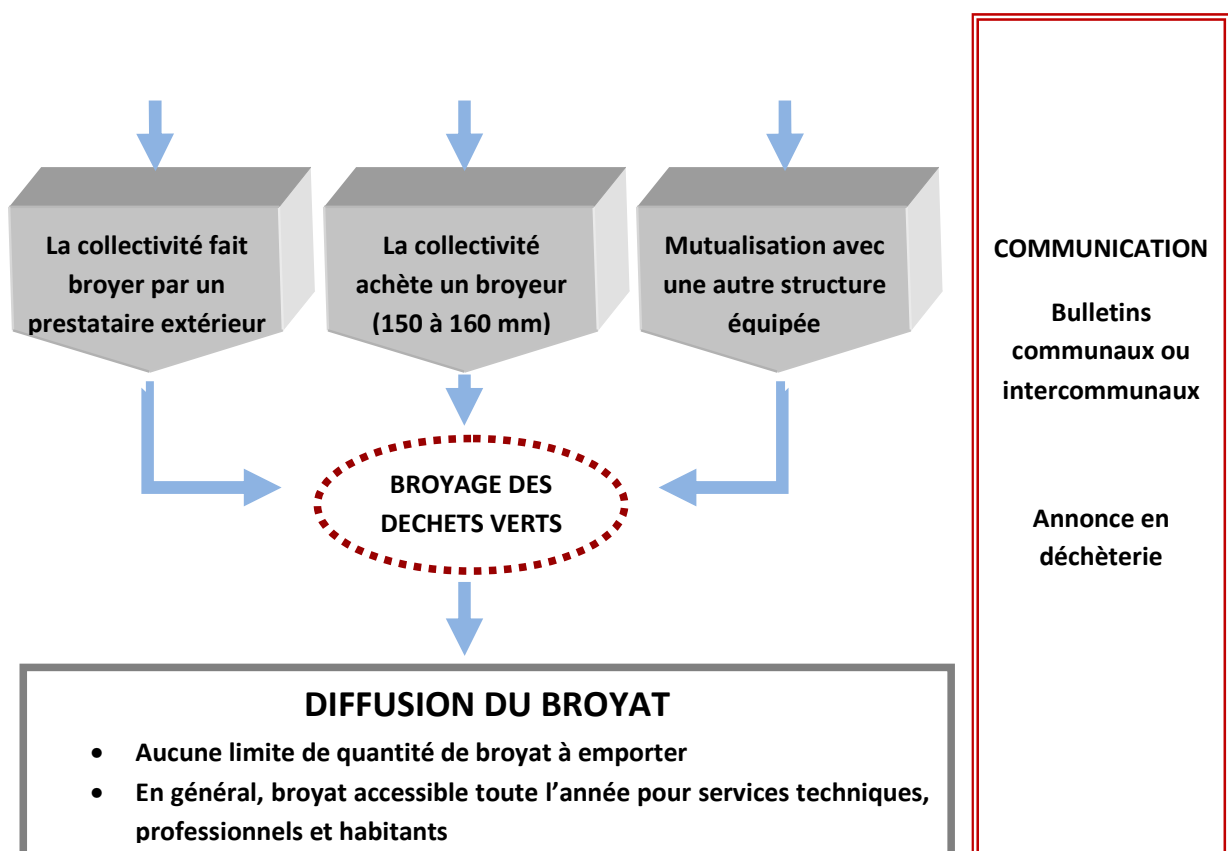 La collectivité fait
broyer par un
prestataire extérieur
La collectivité
achète un broyeur
(150 à 160 mm)
Mutualisation avec
une autre structure
équipée
BROYAGE DES
DECHETS VERTS
DIFFUSION DU BROYAT
• Aucune limite de quantité de broyat à emporter
• En général, broyat accessible toute l’année pour services techniques,
professionnels et habitants
COMMUNICATION
Bulletins
communaux ou
intercommunaux
Annonce en
déchèterie